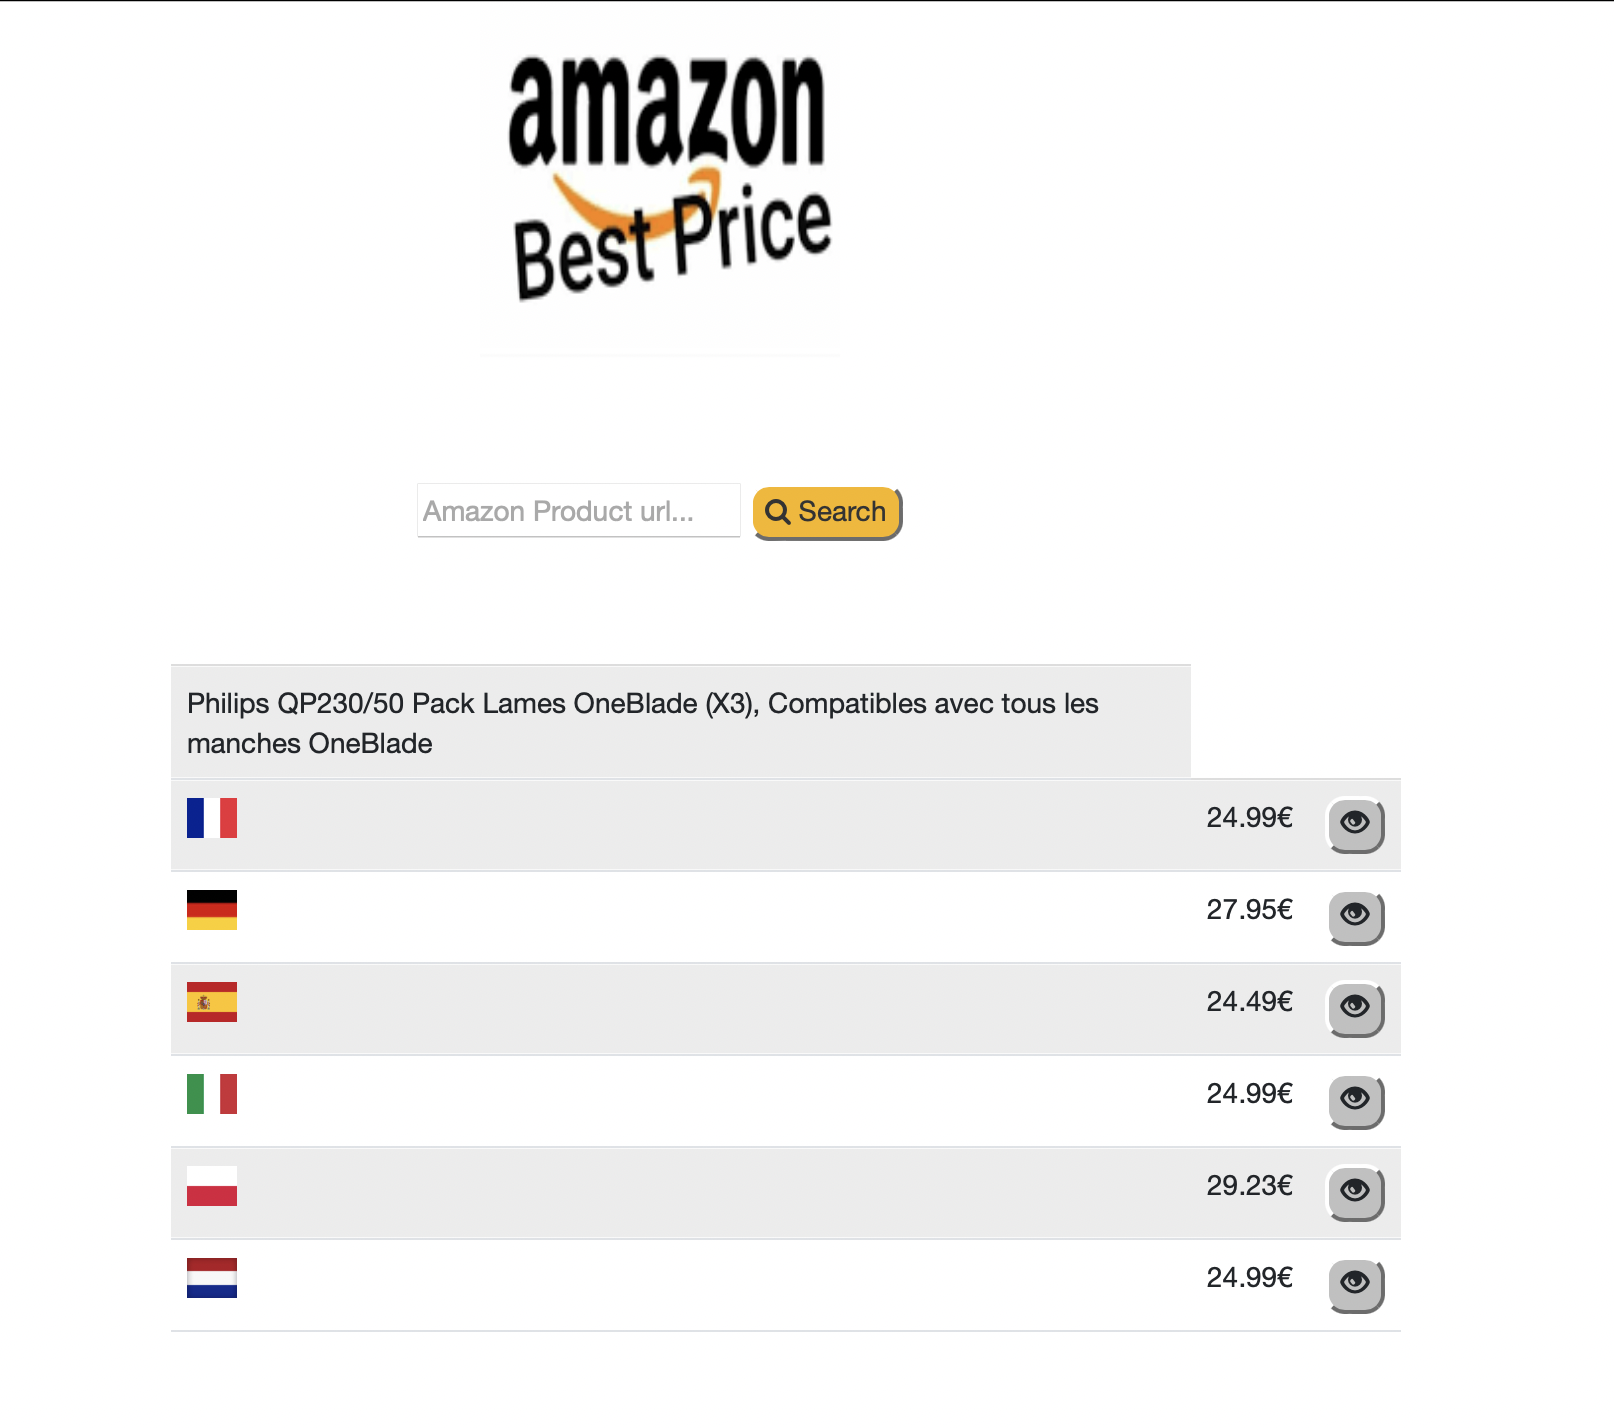 amazon
Best Price
Amazon Product url...
Search
Philips QP230/50 Pack Lames OneBlade (X3), Compatibles avec tous les
manches OneBlade
24.99€
27.95€
24.49€
24.99€
29.23€
24.99€